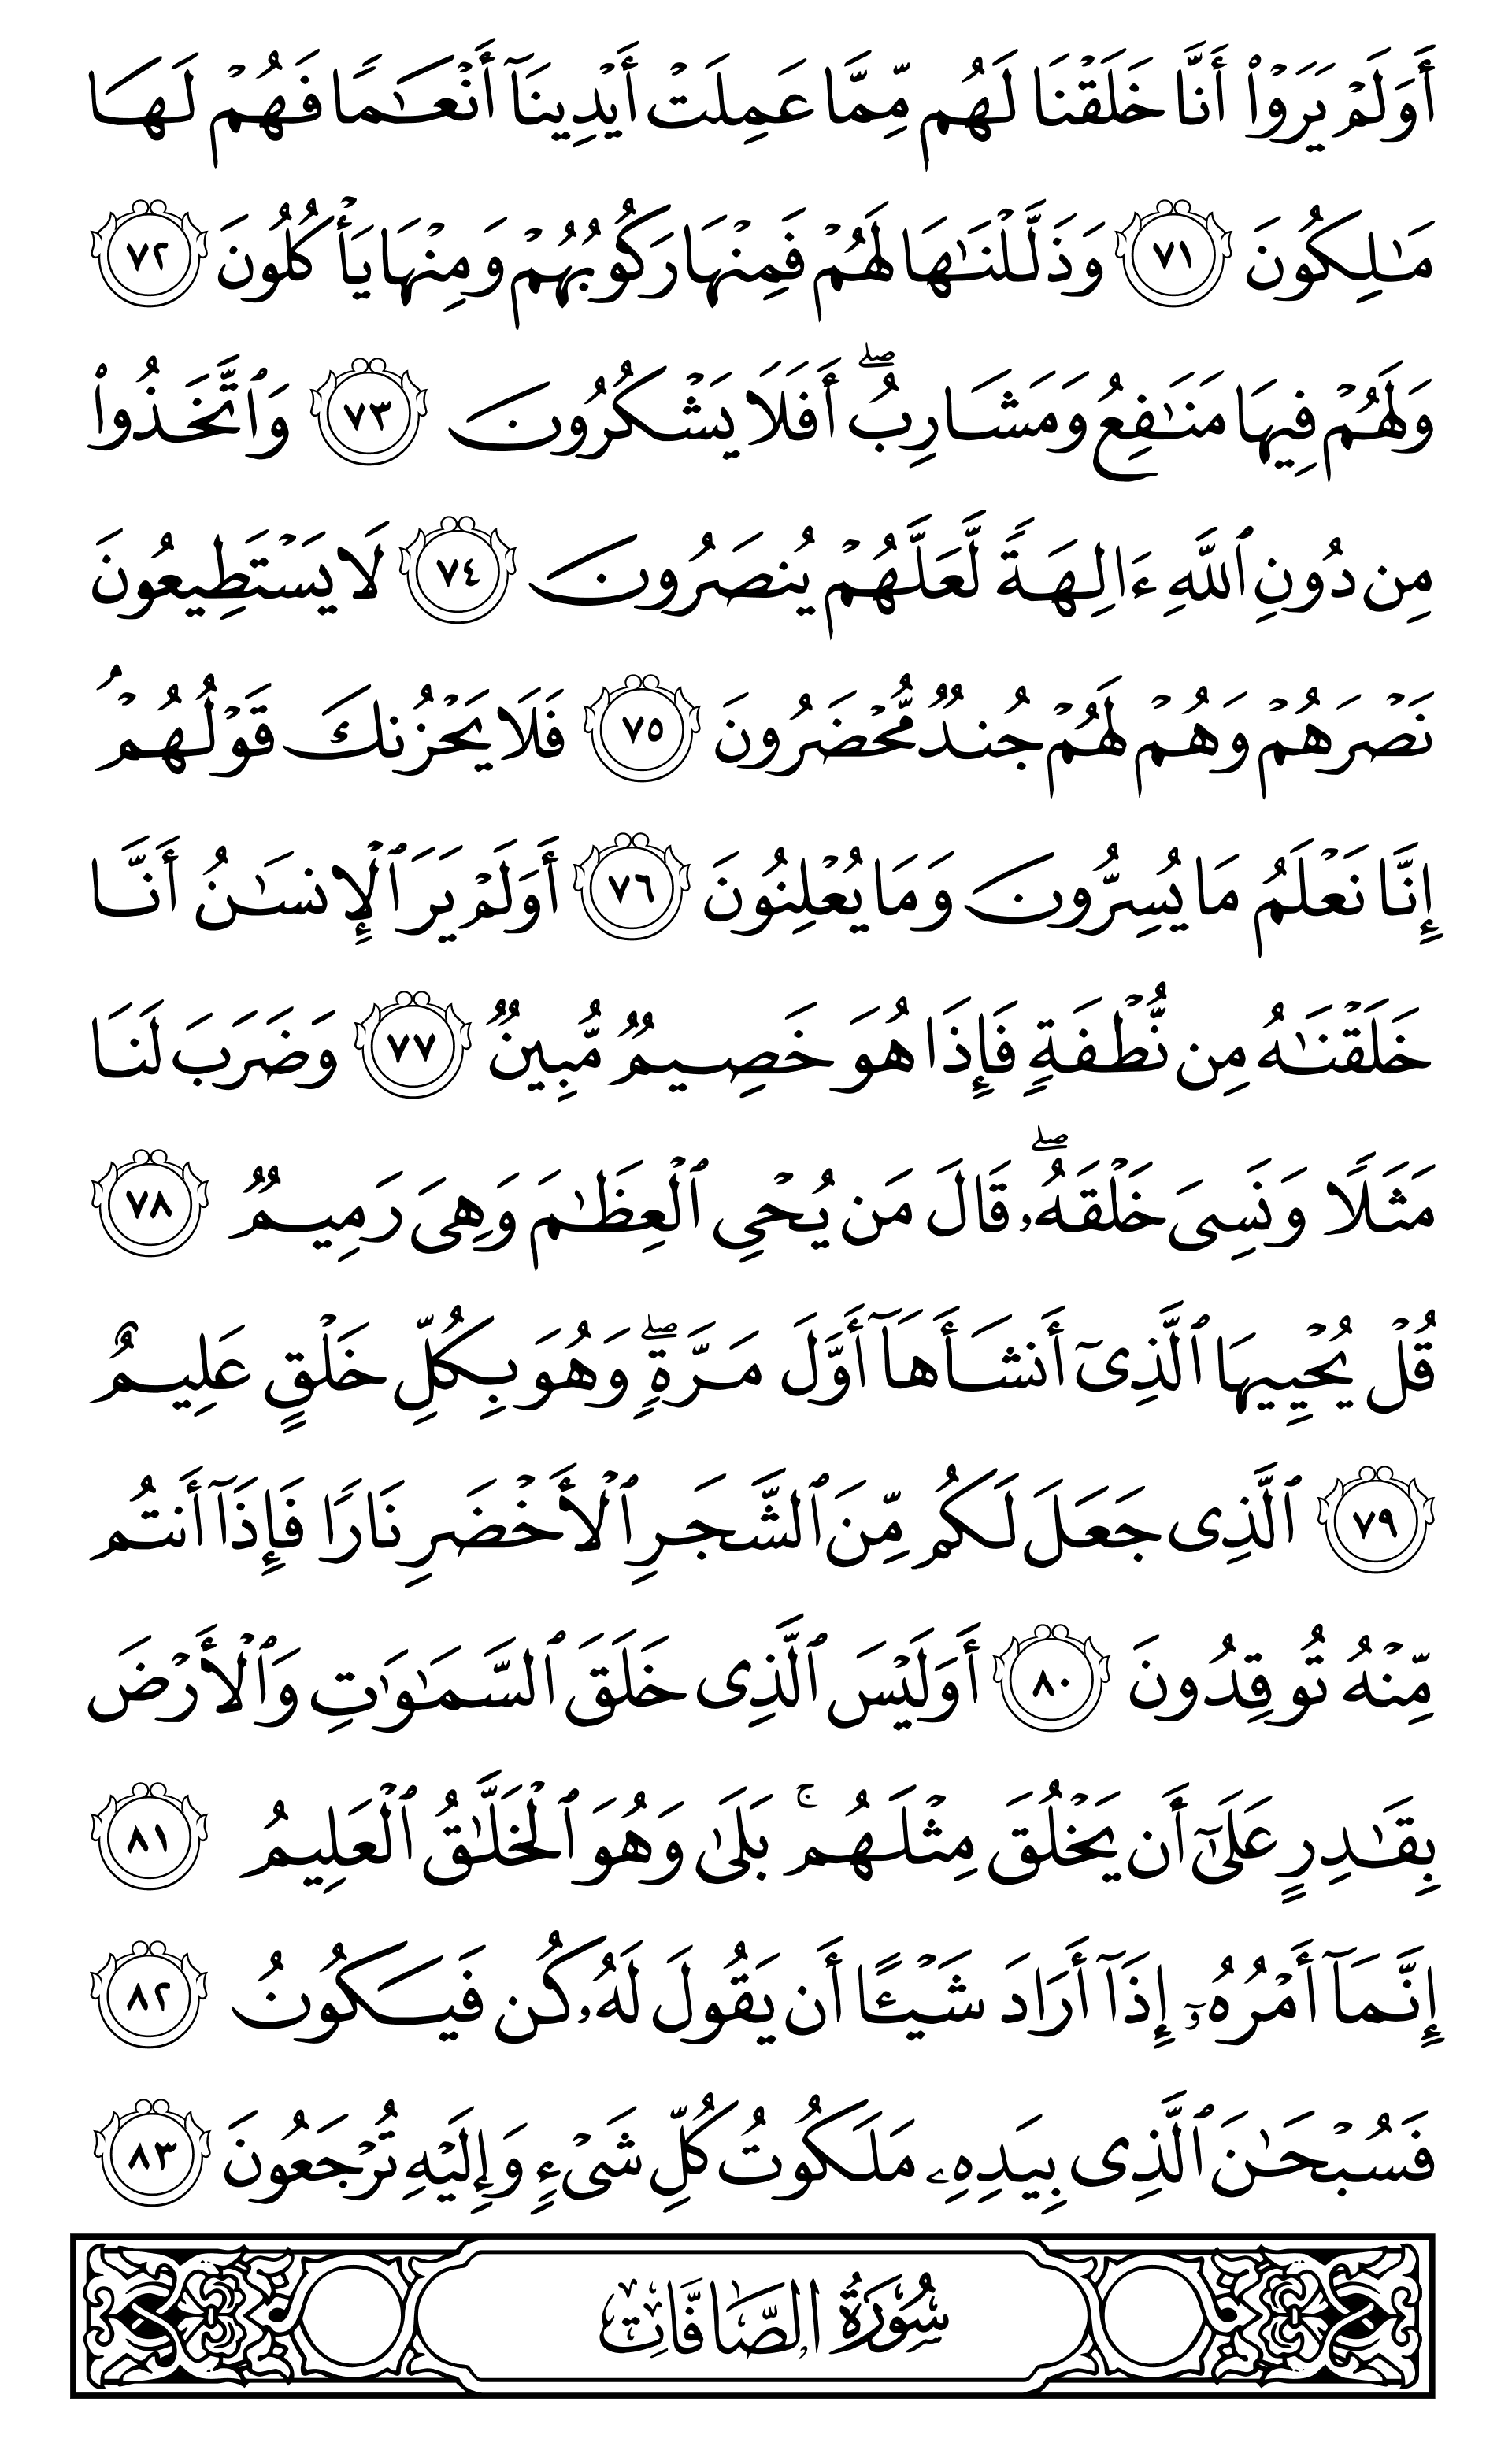 أَوَلَمۡ يَرَوۡاْ أَنَّا خَلَقۡنَا لَهُم مِّمَّا عَمِلَتۡ أَيۡدِينَآ أَنۡعَٰمٗا فَهُمۡ لَهَا
مَٰلِكُونَ ٧١ وَذَلَّلۡنَٰهَا لَهُمۡ فَمِنۡهَا رَكُوبُهُمۡ وَمِنۡهَا يَأۡكُلُونَ ٧٢
وَلَهُمۡ فِيهَا مَنَٰفِعُ وَمَشَارِبُۚ أَفَلَا يَشۡكُرُونَ ٧٣ وَٱتَّخَذُواْ
مِن دُونِ ٱللَّهِ ءَالِهَةٗ لَّعَلَّهُمۡ يُنصَرُونَ ٧٤ لَا يَسۡتَطِيعُونَ
نَصۡرَهُمۡ وَهُمۡ لَهُمۡ جُندٞ مُّحۡضَرُونَ ٧٥ فَلَا يَحۡزُنكَ قَوۡلُهُمۡۘ
إِنَّا نَعۡلَمُ مَا يُسِرُّونَ وَمَا يُعۡلِنُونَ ٧٦ أَوَلَمۡ يَرَ ٱلۡإِنسَٰنُ أَنَّا
خَلَقۡنَٰهُ مِن نُّطۡفَةٖ فَإِذَا هُوَ خَصِيمٞ مُّبِينٞ ٧٧ وَضَرَبَ لَنَا
مَثَلٗا وَنَسِيَ خَلۡقَهُۥۖ قَالَ مَن يُحۡيِ ٱلۡعِظَٰمَ وَهِيَ رَمِيمٞ ٧٨
قُلۡ يُحۡيِيهَا ٱلَّذِيٓ أَنشَأَهَآ أَوَّلَ مَرَّةٖۖ وَهُوَ بِكُلِّ خَلۡقٍ عَلِيمٌ
٧٩ ٱلَّذِي جَعَلَ لَكُم مِّنَ ٱلشَّجَرِ ٱلۡأَخۡضَرِ نَارٗا فَإِذَآ أَنتُم
مِّنۡهُ تُوقِدُونَ ٨٠ أَوَلَيۡسَ ٱلَّذِي خَلَقَ ٱلسَّمَٰوَٰتِ وَٱلۡأَرۡضَ
بِقَٰدِرٍ عَلَىٰٓ أَن يَخۡلُقَ مِثۡلَهُمۚ بَلَىٰ وَهُوَ ٱلۡخَلَّٰقُ ٱلۡعَلِيمُ ٨١
إِنَّمَآ أَمۡرُهُۥٓ إِذَآ أَرَادَ شَيۡـًٔا أَن يَقُولَ لَهُۥ كُن فَيَكُونُ ٨٢
فَسُبۡحَٰنَ ٱلَّذِي بِيَدِهِۦ مَلَكُوتُ كُلِّ شَيۡءٖ وَإِلَيۡهِ تُرۡجَعُونَ ٨٣
سُورَةُ الصَّافَّاتِ